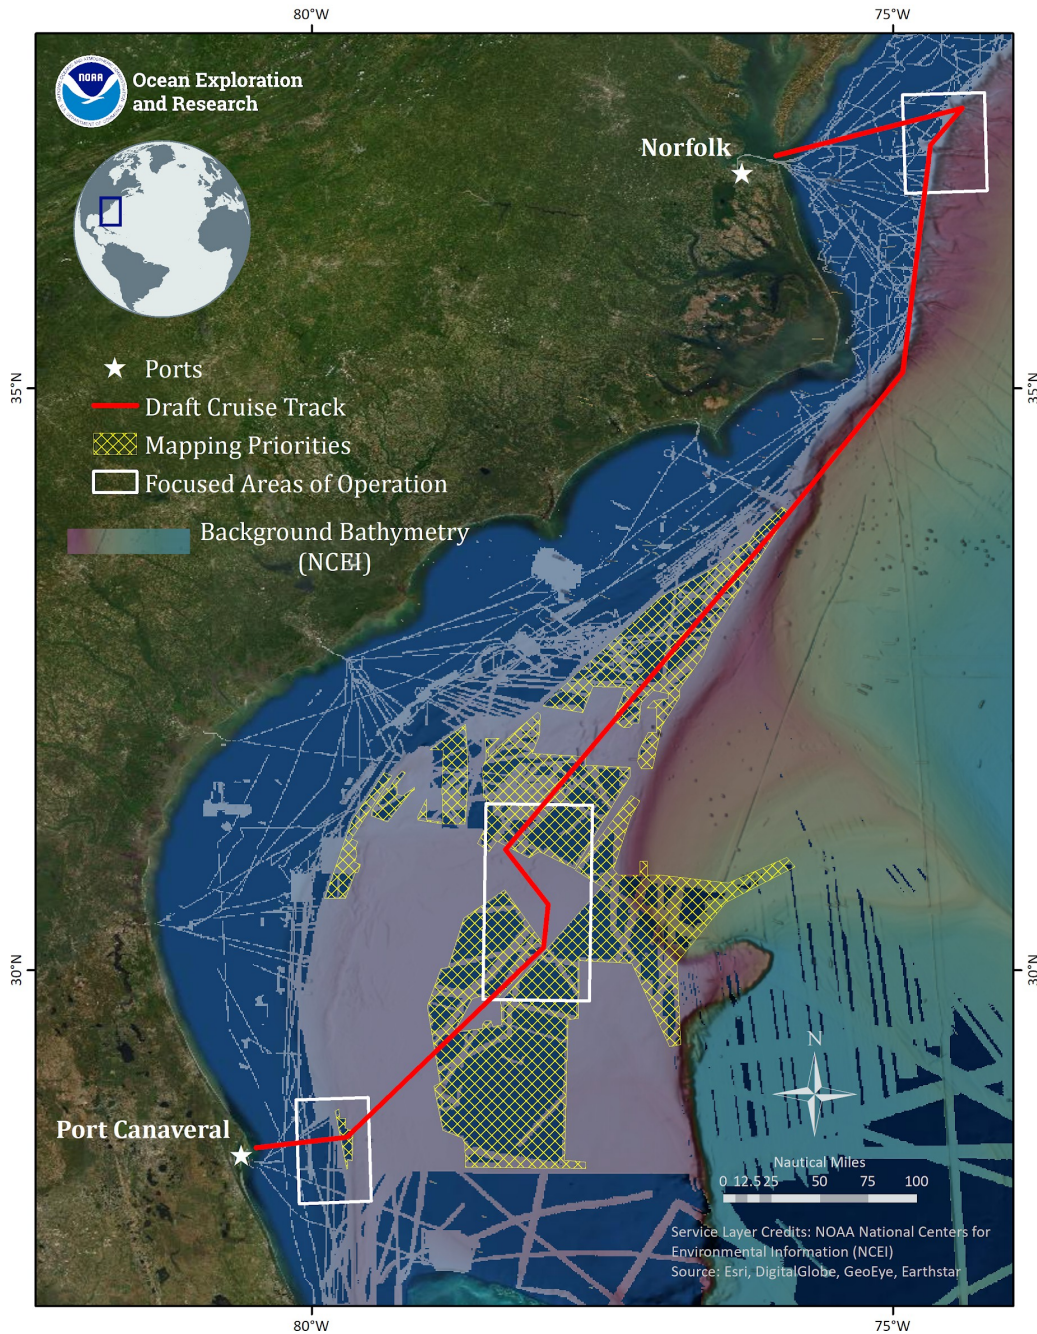 80°W
75°W
NOAA
Ocean Exploration
and Research
Norfolk
35°N
35°N
Ports
Draft Cruise Track
Mapping Priorities
Focused Areas of Operation
Background Bathymetry
(NCEI)
30°N
30°N
N
Port Canaveral
Nautical Miles
0 12.5 25 50 75 100
Service Layer Credits: NOAA National Centers for
Environmental Information (NCEI)
Source: Esri, DigitalGlobe, GeoEye, Earthstar
80°W
75°W